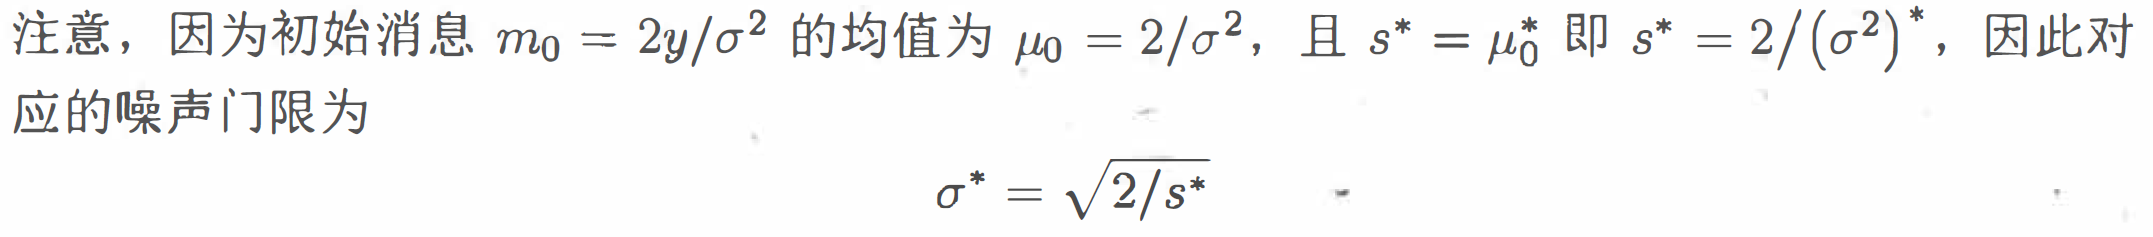 注意，因为初始消息 $m_0 = 2y/\sigma^2$ 的均值为 $\mu_0 = 2/\sigma^2$，且 $s^* = \mu_0^*$ 即 $s^* = 2/(\sigma^2)^*$，因此对
应的噪声门限为
$\sigma^* = \sqrt{2/s^*}$